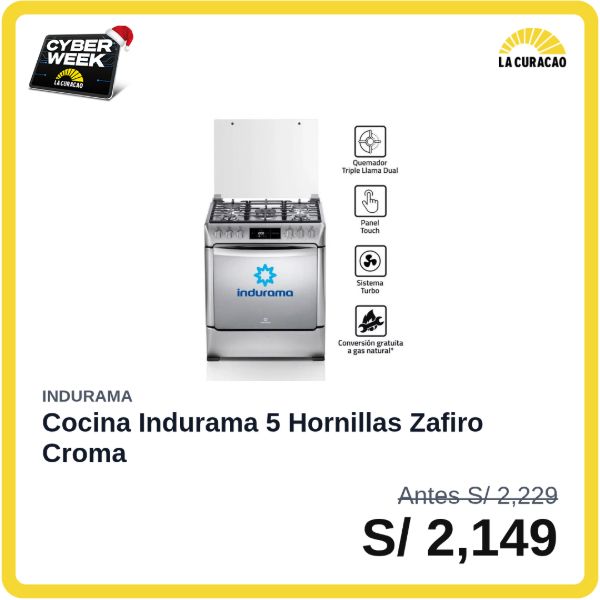 CYBER
WEEK
LA CURACAO
LA CURACAO
Quemador
Triple Llama Dual
Panel
Touch
Sistema
Turbo
Conversión gratuita
a gas natural*
indurama
INDURAMA
Cocina Indurama 5 Hornillas Zafiro
Croma
Antes S/ 2,229
S/ 2,149